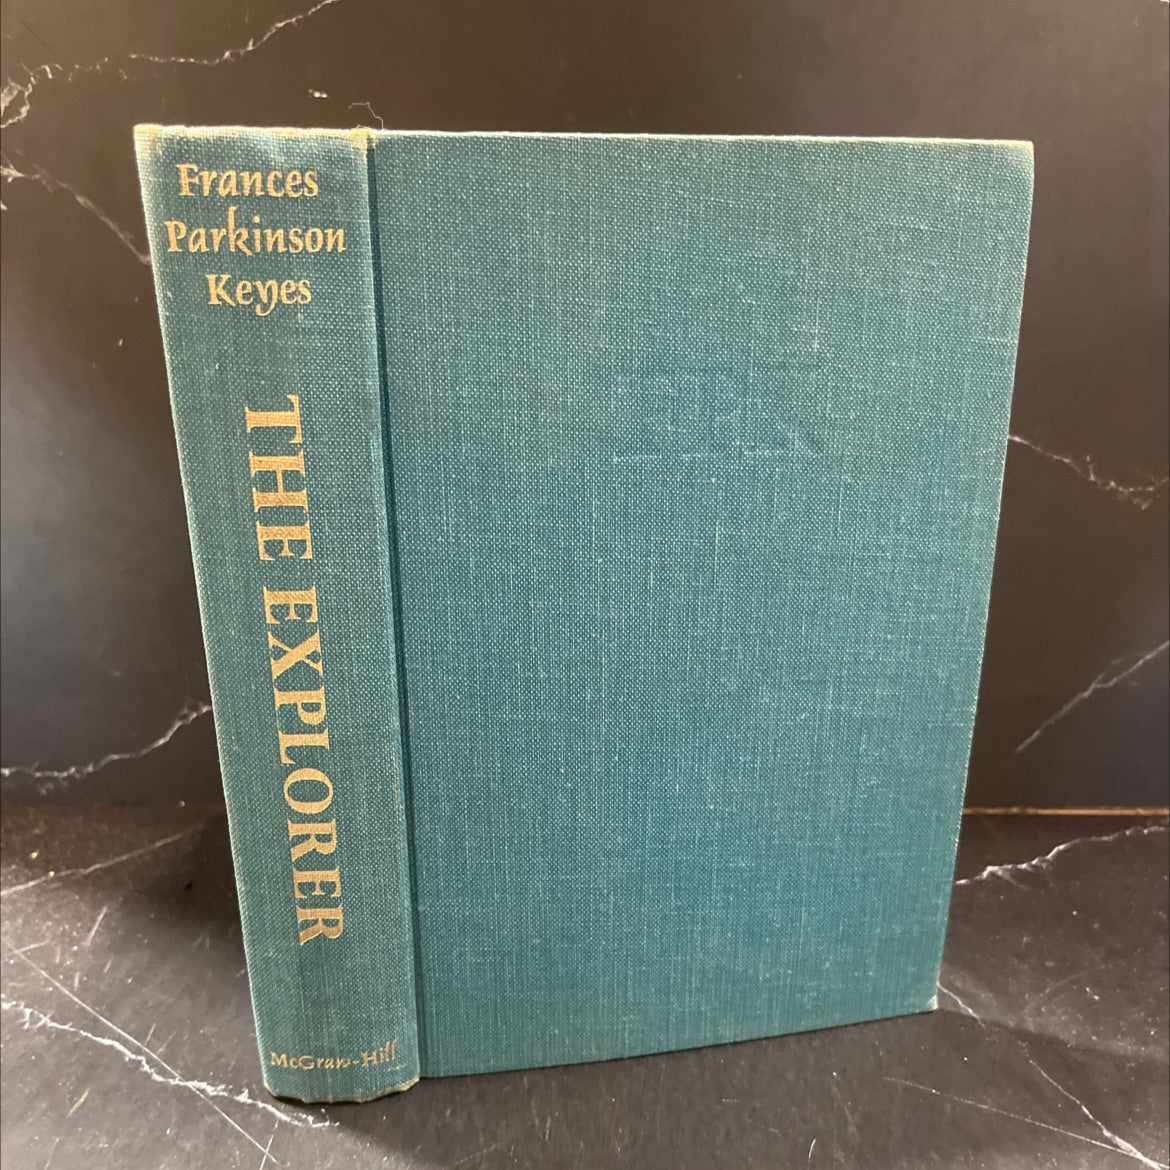 Frances
Parkinson
Keyes
THE EXPLORER
McGraw-Hill